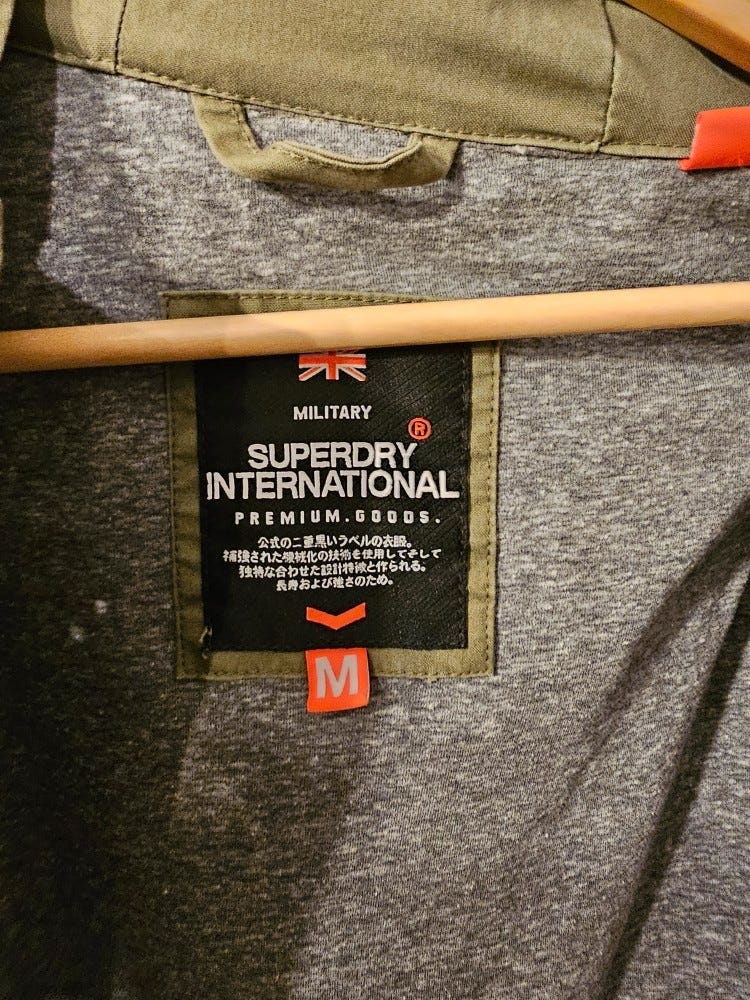 MILITARY
®
SUPERDRY
INTERNATIONAL
PREMIUM.GOODS.
公式の二重黒いラベルの衣服。
補強された機械化の技術を使用してそして
独特な合わせた設計特徴と作られる。
長寿および強さのため。
M